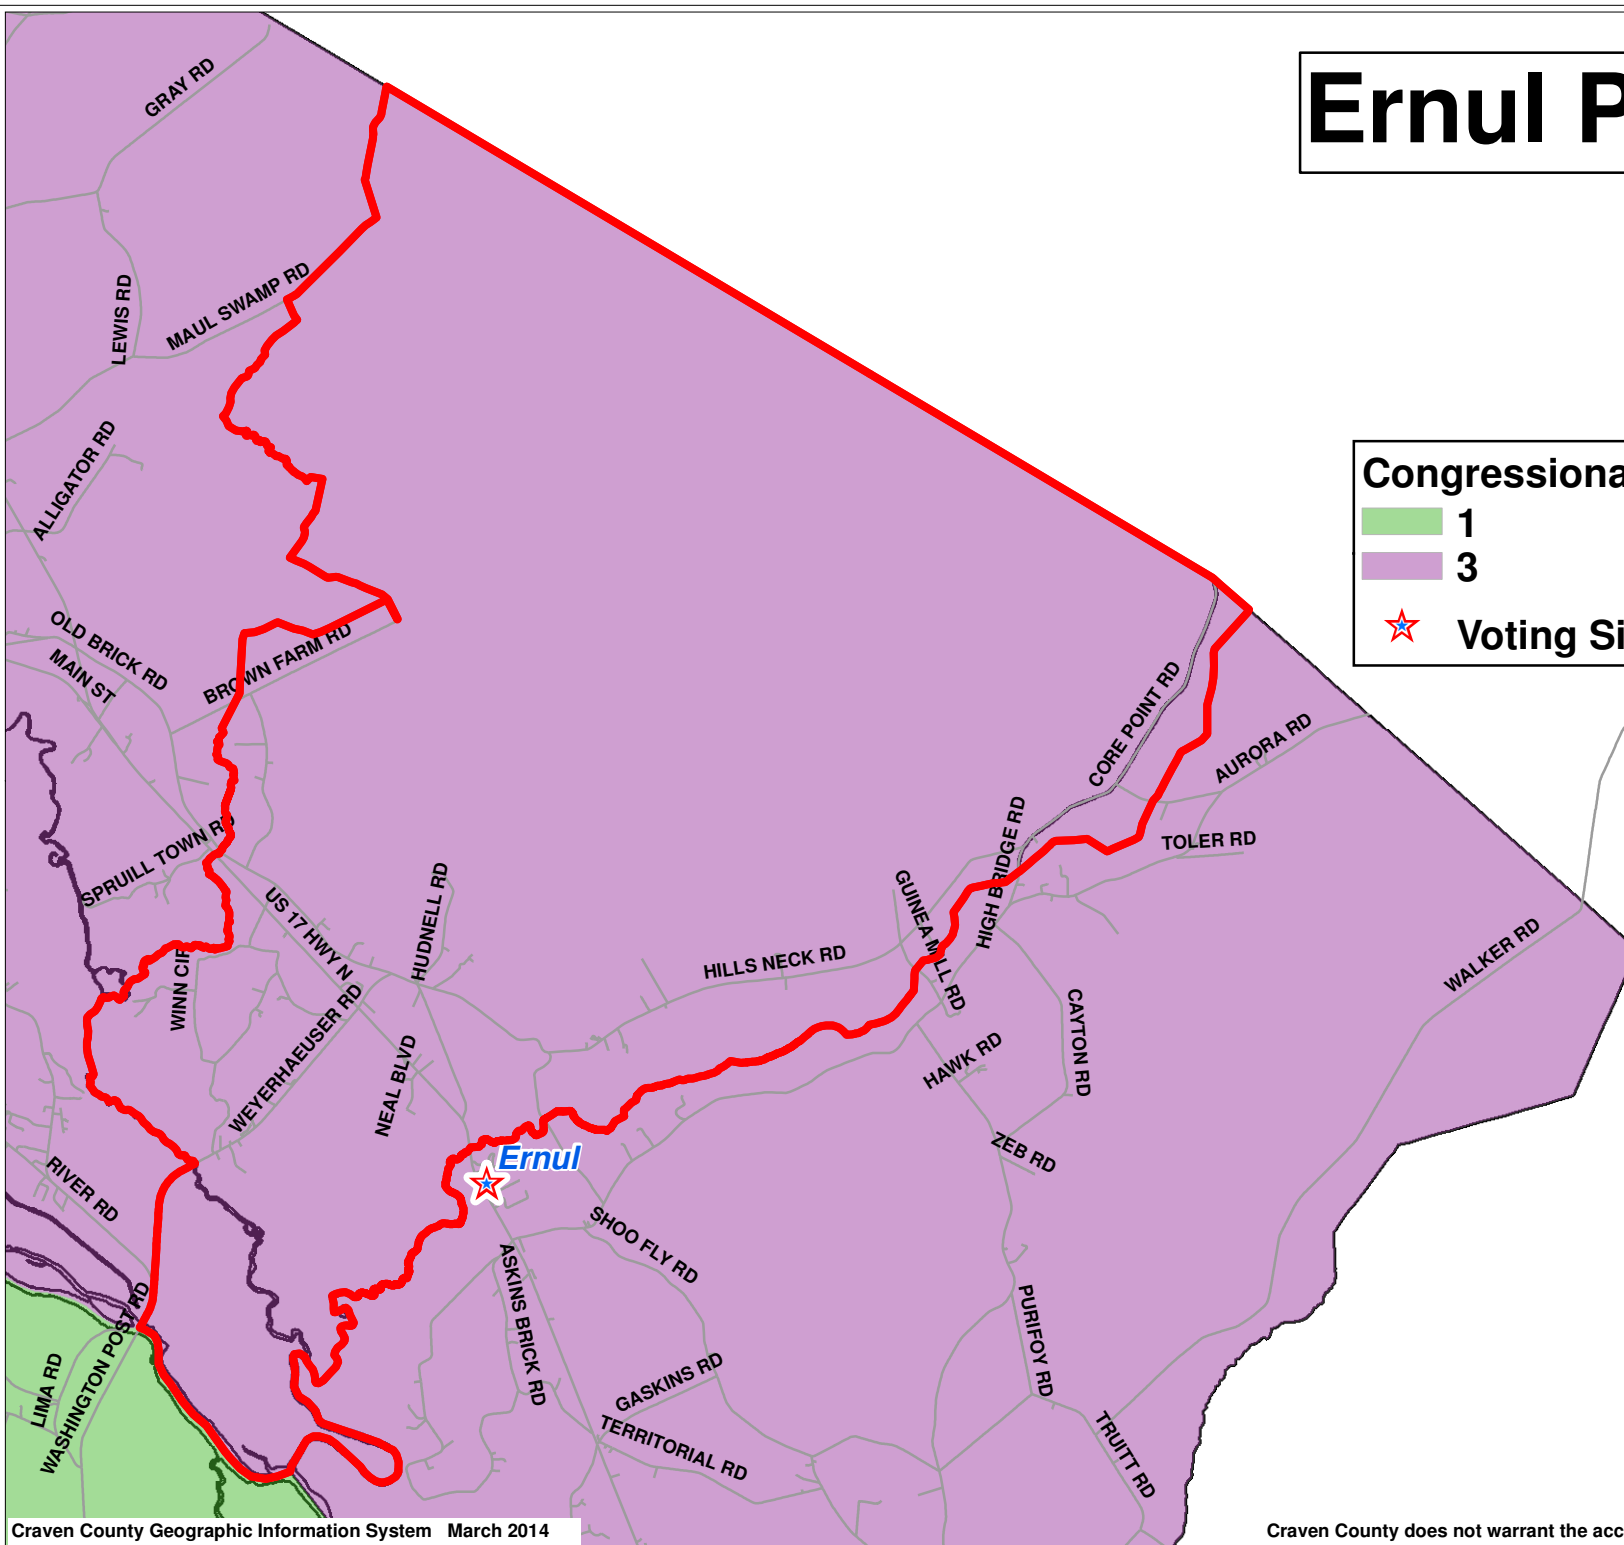 Ernul P
GRAY RD
LEWIS RD
MAUL SWAMP RD
ALLIGATOR RD
Congressiona
1
3
Voting Si
OLD BRICK RD
MAIN ST
BROWN FARM RD
CORE POINT RD
AURORA RD
SPRUILL TOWN RD
HIGH BRIDGE RD
TOLER RD
US 17 HWY N
HUDNELL RD
GUINEA MILL RD
HILLS NECK RD
WALKER RD
WINN CIR
WEYERHAEUSER RD
NEAL BLVD
HAWK RD
CAYTON RD
ZEB RD
Ernul
RIVER RD
SHOO FLY RD
ASKINS BRICK RD
PURIFOY RD
LIMA RD
WASHINGTON POST RD
GASKINS RD
TERRITORIAL RD
TRUITT RD
Craven County Geographic Information System March 2014
Craven County does not warrant the acc